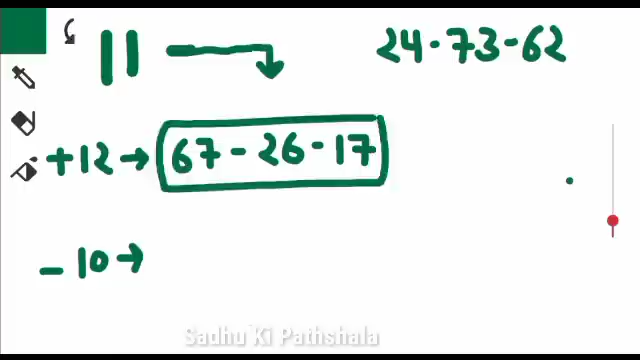 11 24-73-62
+12→ 67-26-17
-10→
Sadhu Ki Pathshala